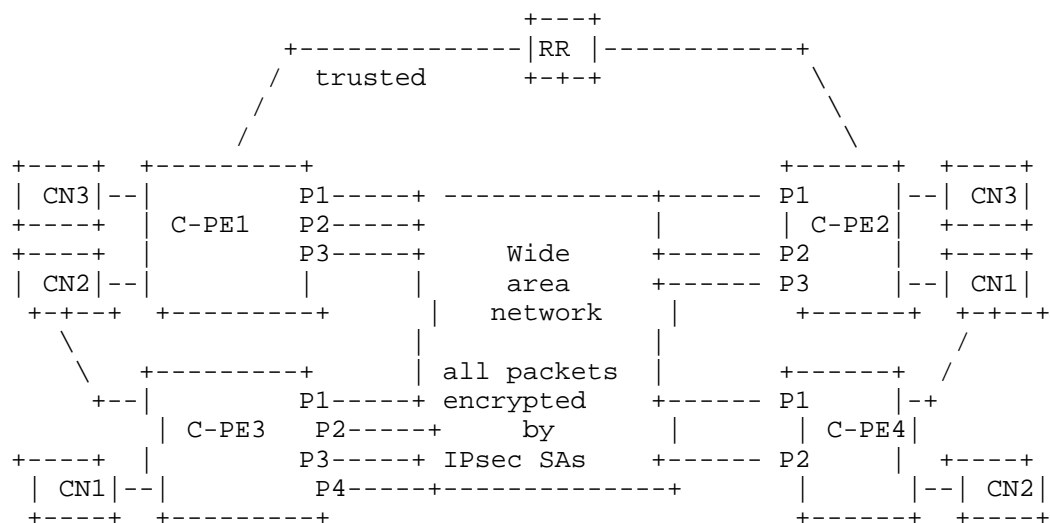 RR
trusted
CN3 P1 P1 CN3
C-PE1 P2 C-PE2
P3 Wide P2
CN2 area P3 CN1
network
all packets
P1 encrypted P1
C-PE3 P2 by C-PE4
P3 IPsec SAs P2
CN1 P4 CN2